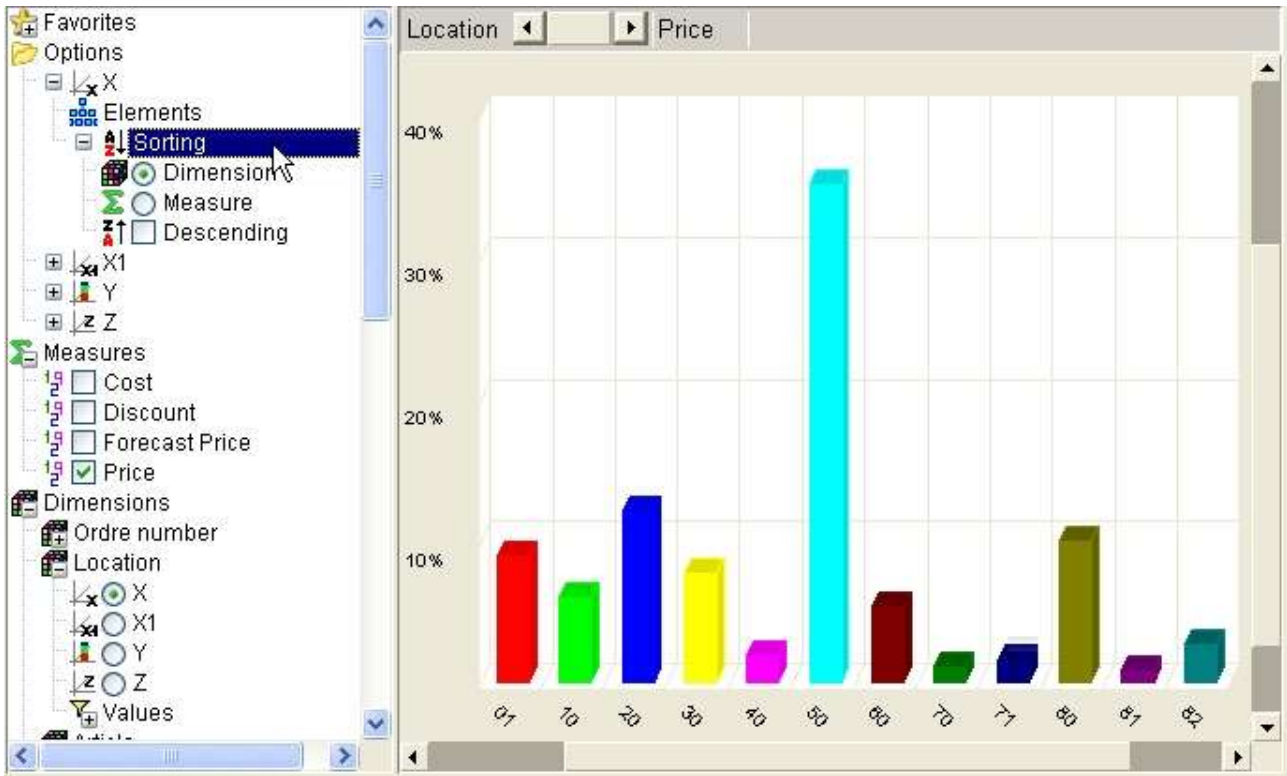 Favorites
Options
X
Elements
Sorting
Dimension
Measure
Descending
X1
Y
Z
Measures
Cost
Discount
Forecast Price
Price
Dimensions
Ordre number
Location
X
X1
Y
Z
Values
Location Price
40%
30%
20%
10%
01 10 20 30 40 50 60 70 71 80 81 82